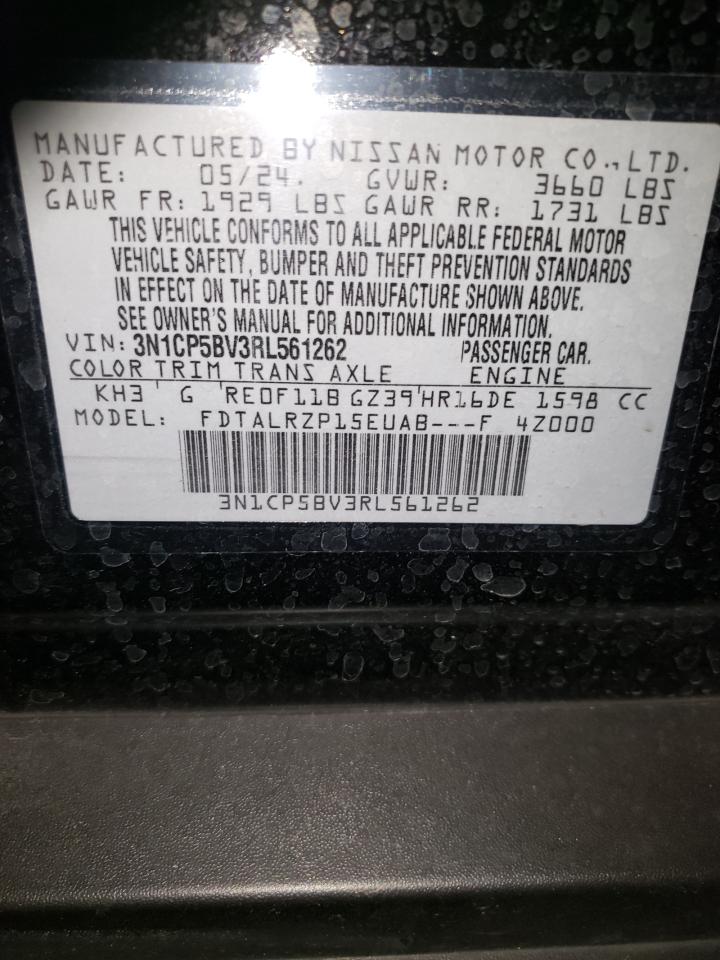 MANUFACTURED BY NISSAN MOTOR CO.,LTD.
DATE: 05/24. GVWR: 3660 LBS
GAWR FR: 1929 LBS GAWR RR: 1731 LBS
THIS VEHICLE CONFORMS TO ALL APPLICABLE FEDERAL MOTOR
VEHICLE SAFETY, BUMPER AND THEFT PREVENTION STANDARDS
IN EFFECT ON THE DATE OF MANUFACTURE SHOWN ABOVE.
SEE OWNER'S MANUAL FOR ADDITIONAL INFORMATION.
VIN: 3N1CP5BV3RL561262 PASSENGER CAR.
COLOR TRIM TRANS AXLE ENGINE
KH3 ' G ' RE0F11B GZ39'HR16DE 1598 CC
MODEL: FDTALRZP15EUAB---F 4Z000
3N1CP5BV3RL561262